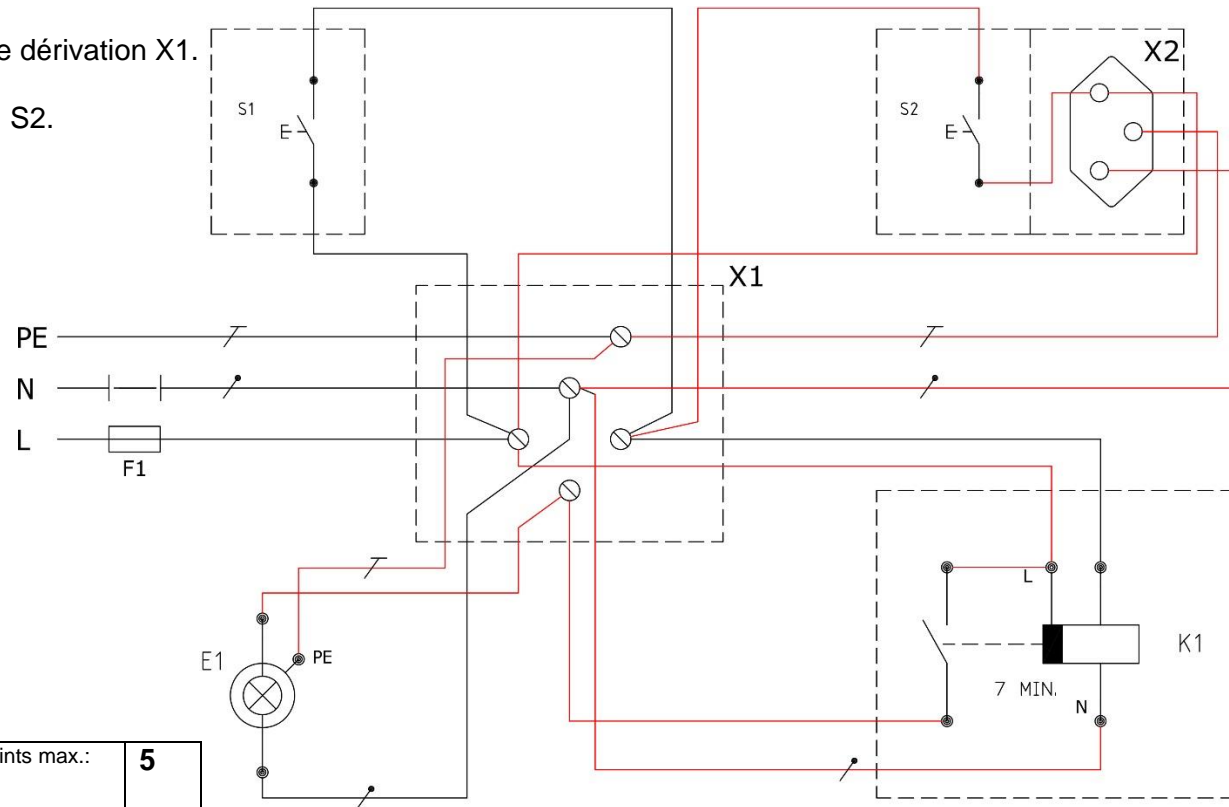 e dérivation X1.
X2
S1
S2
S2.
X1
PE
N
L
F1
L
E1
PE
K1
7 MIN.
N
ints max.: 5